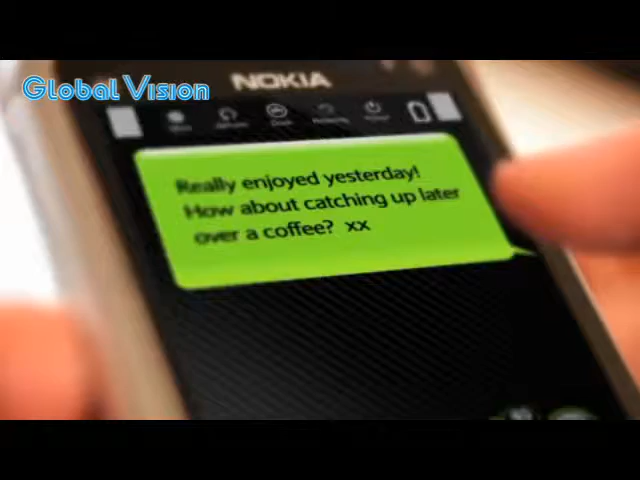 Global Vision
NOKIA
Really enjoyed yesterday!
How about catching up later
over a coffee? xx